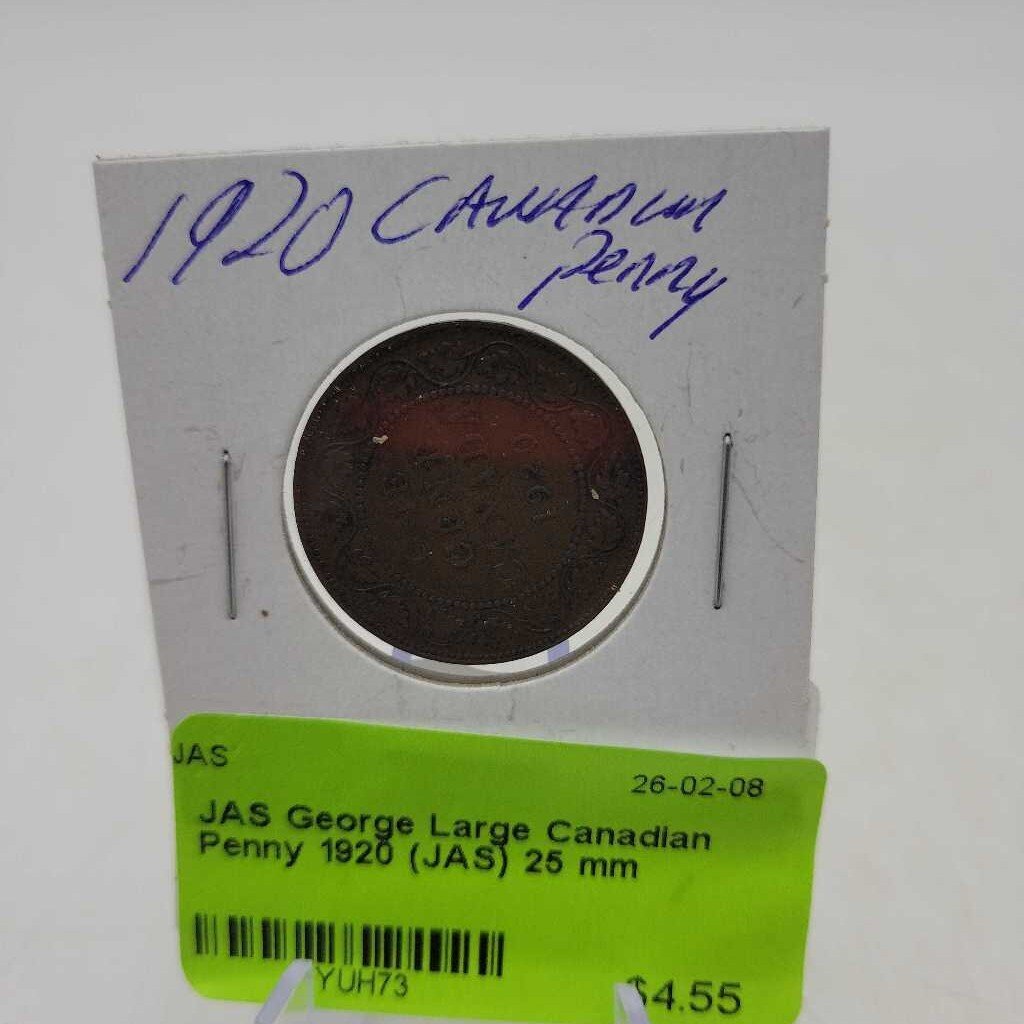 1920 CANADIAN
Penny
JAS
26-02-08
JAS George Large Canadian
Penny 1920 (JAS) 25 mm
YUH73
$4.55